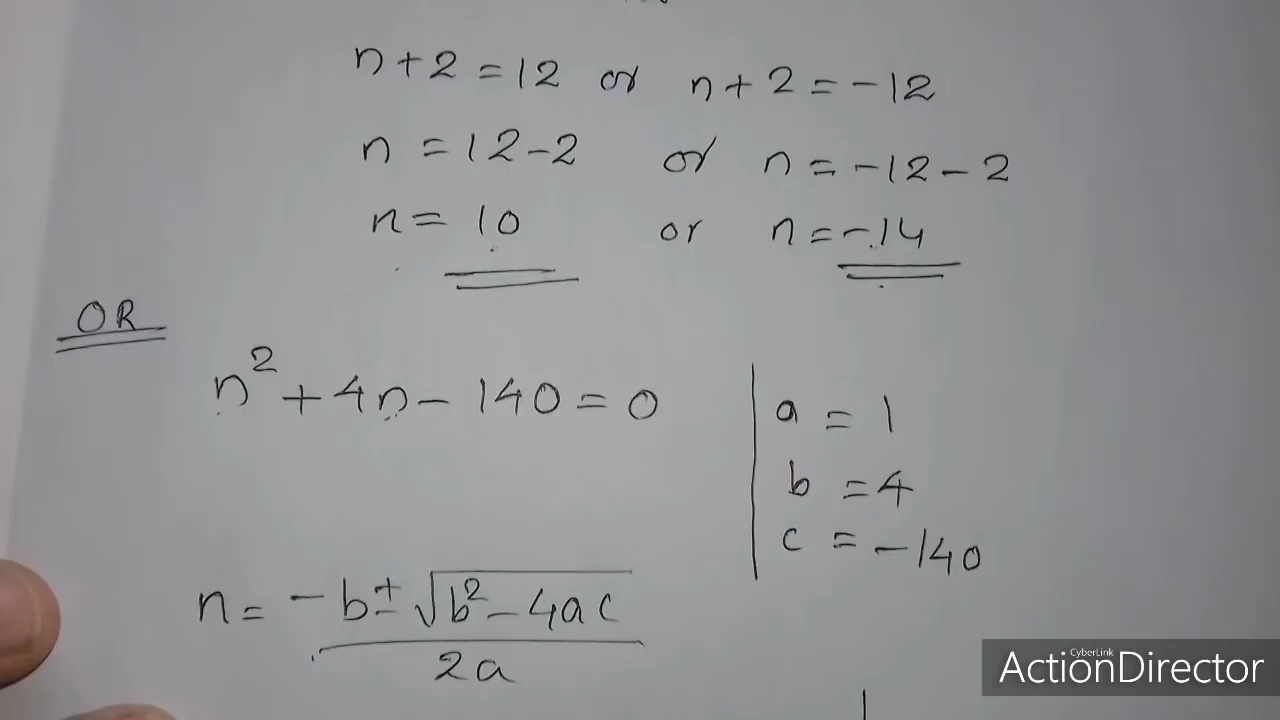 n + 2 = 12 or n + 2 = -12
n = 12 - 2 or n = -12 - 2
n = 10 or n = -14
OR
n² + 4n - 140 = 0
a = 1
b = 4
c = -140
n = -b ± √b² - 4ac
2a
CyberLink
ActionDirector